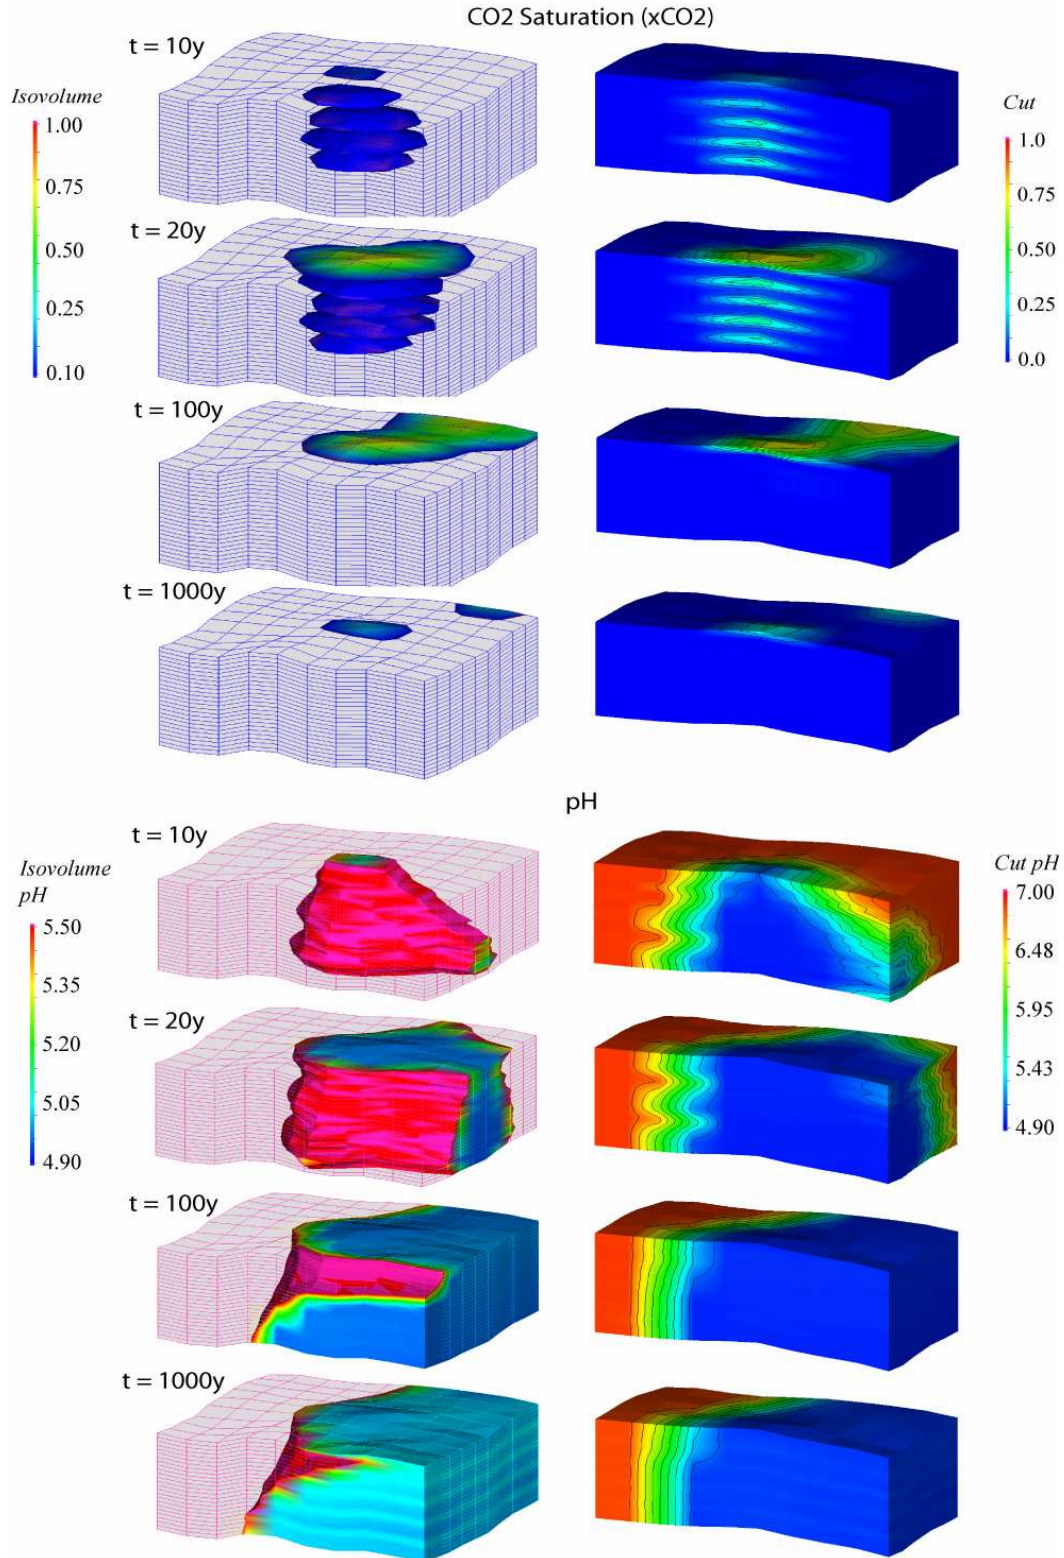 CO2 Saturation (xCO2)
t = 10y
Isovolume
1.00
0.75
0.50
0.25
0.10
Cut
1.0
0.75
0.50
0.25
0.0
t = 20y
t = 100y
t = 1000y
pH
t = 10y
Isovolume
pH
5.50
5.35
5.20
5.05
4.90
Cut pH
7.00
6.48
5.95
5.43
4.90
t = 20y
t = 100y
t = 1000y